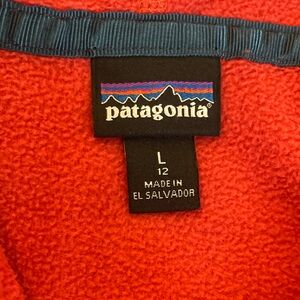 patagonia®
L
12
MADE IN
EL SALVADOR